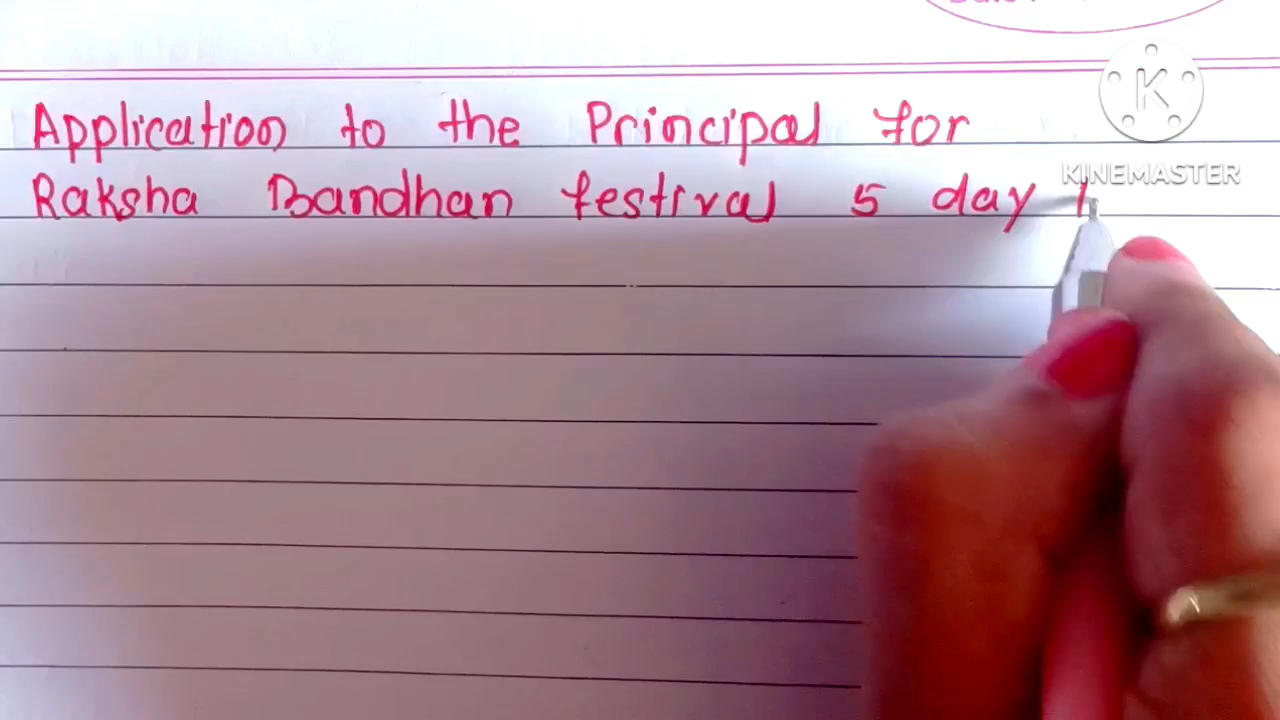 Application to the Principal for
Raksha Bandhan festival 5 day
KINEMASTER